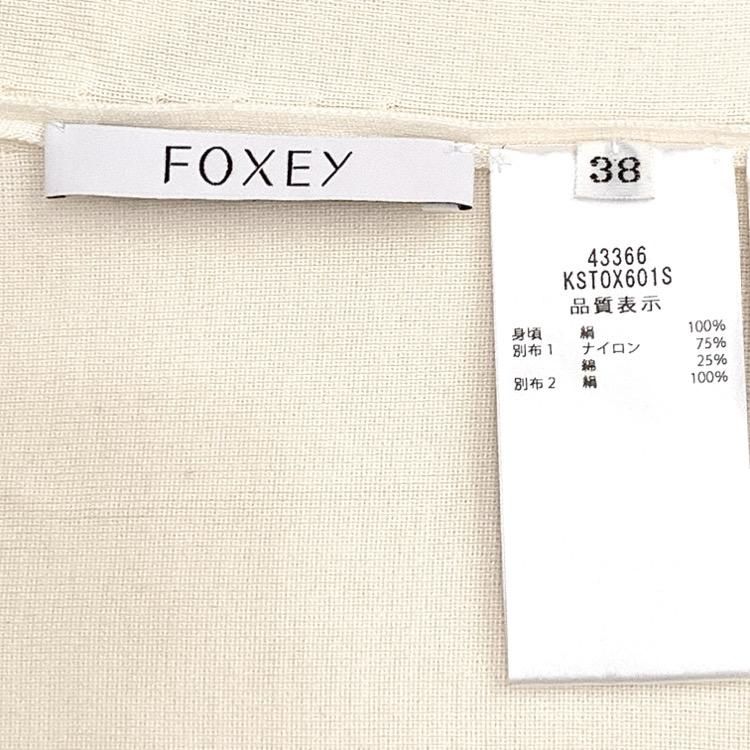 FOXEY
38
43366
KSTOX601S
品質表示
身頃 絹 100%
別布1 ナイロン 75%
綿 25%
別布2 絹 100%